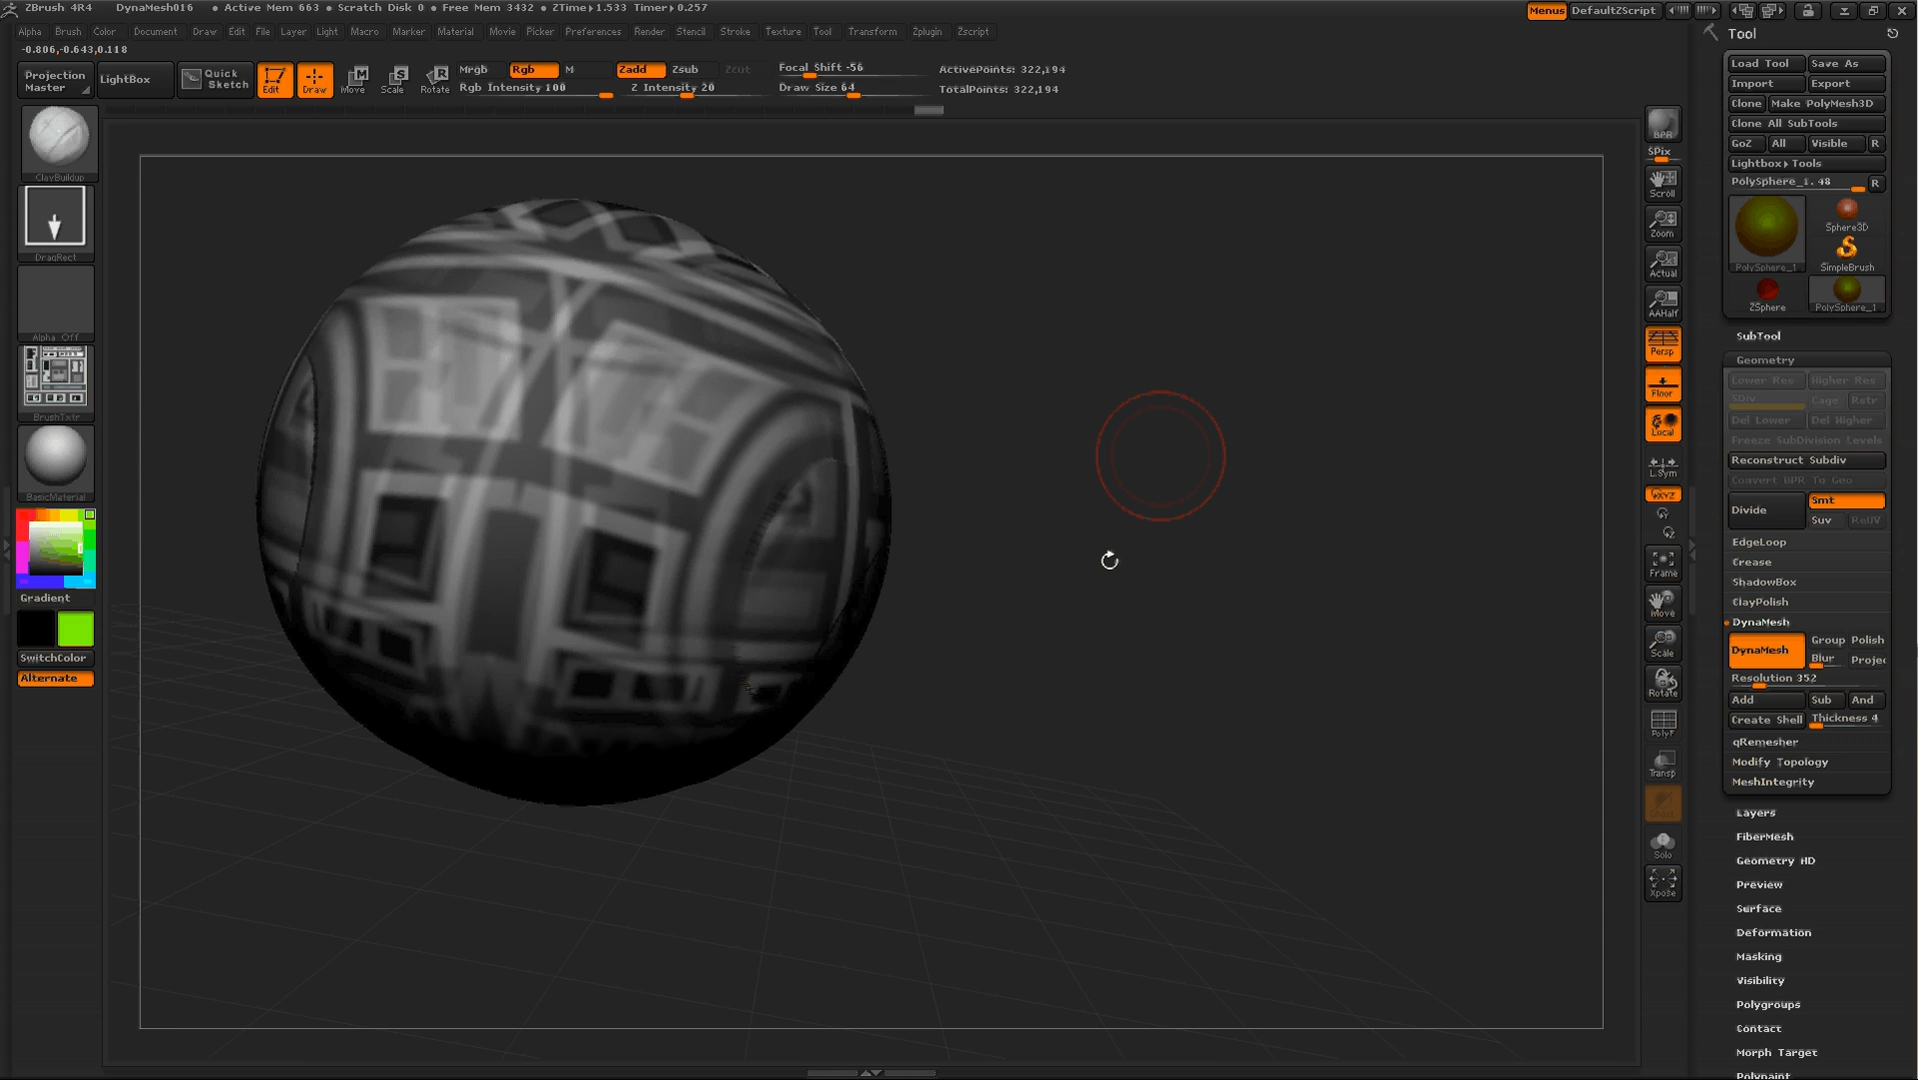 ZBrush 4R4 DynaMesh016 • Active Mem 663 • Scratch Disk 0 • Free Mem 3432 • ZTime▸1.533 Timer▸0.257 Menus DefaultZScript
Alpha Brush Color Document Draw Edit File Layer Light Macro Marker Material Movie Picker Preferences Render Stencil Stroke Texture Tool Transform Zplugin Zscript
-0.806,-0.643,0.118
Projection Master
LightBox
Quick Sketch
Edit
Draw
Move
Scale
Rotate
Mrgb Rgb M
Rgb Intensity 100
Zadd Zsub Zcut
Z Intensity 20
Focal Shift -56
Draw Size 64
ActivePoints: 322,194
TotalPoints: 322,194
ClayBuildup
DragRect
Alpha Off
BrushTxtr
BasicMaterial
Gradient
SwitchColor
Alternate
BPR
SPix
Scroll
Zoom
Actual
AAHalf
Persp
Floor
Local
L.Sym
Frame
Move
Scale
Rotate
PolyF
Transp
Solo
Xpose
Tool
Load Tool Save As
Import Export
Clone Make PolyMesh3D
Clone All SubTools
GoZ All Visible R
Lightbox▸Tools
PolySphere_1. 48 R
PolySphere_1
Sphere3D
SimpleBrush
ZSphere
PolySphere_1
SubTool
Geometry
Lower Res Higher Res
SDiv Cage Rstr
Del Lower Del Higher
Freeze SubDivision Levels
Reconstruct Subdiv
Convert BPR To Geo
Divide Smt
Suv ReUV
EdgeLoop
Crease
ShadowBox
ClayPolish
DynaMesh
DynaMesh Group Polish
Blur Projec
Resolution 352
Add Sub And
Create Shell Thickness 4
qRemesher
Modify Topology
MeshIntegrity
Layers
FiberMesh
Geometry HD
Preview
Surface
Deformation
Masking
Visibility
Polygroups
Contact
Morph Target
Polypaint